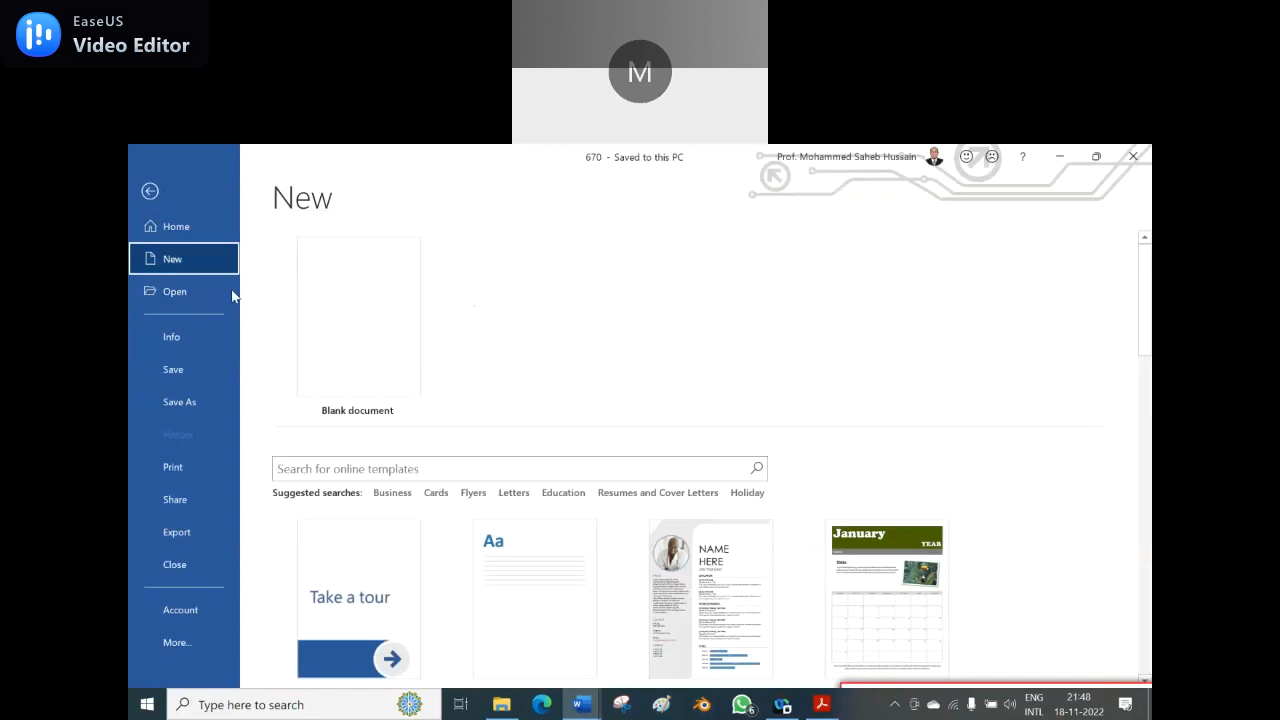 EaseUS
Video Editor
M
670 - Saved to this PC
Prof. Mohammed Saheb Hussain
?
New
Home
New
Open
Info
Save
Save As
History
Print
Share
Export
Close
Account
More...
Blank document
Search for online templates
Suggested searches: Business Cards Flyers Letters Education Resumes and Cover Letters Holiday
Take a tour
Aa
NAME
HERE
January
YEAR
Title
Type here to search
6
ENG
INTL
21:48
18-11-2022